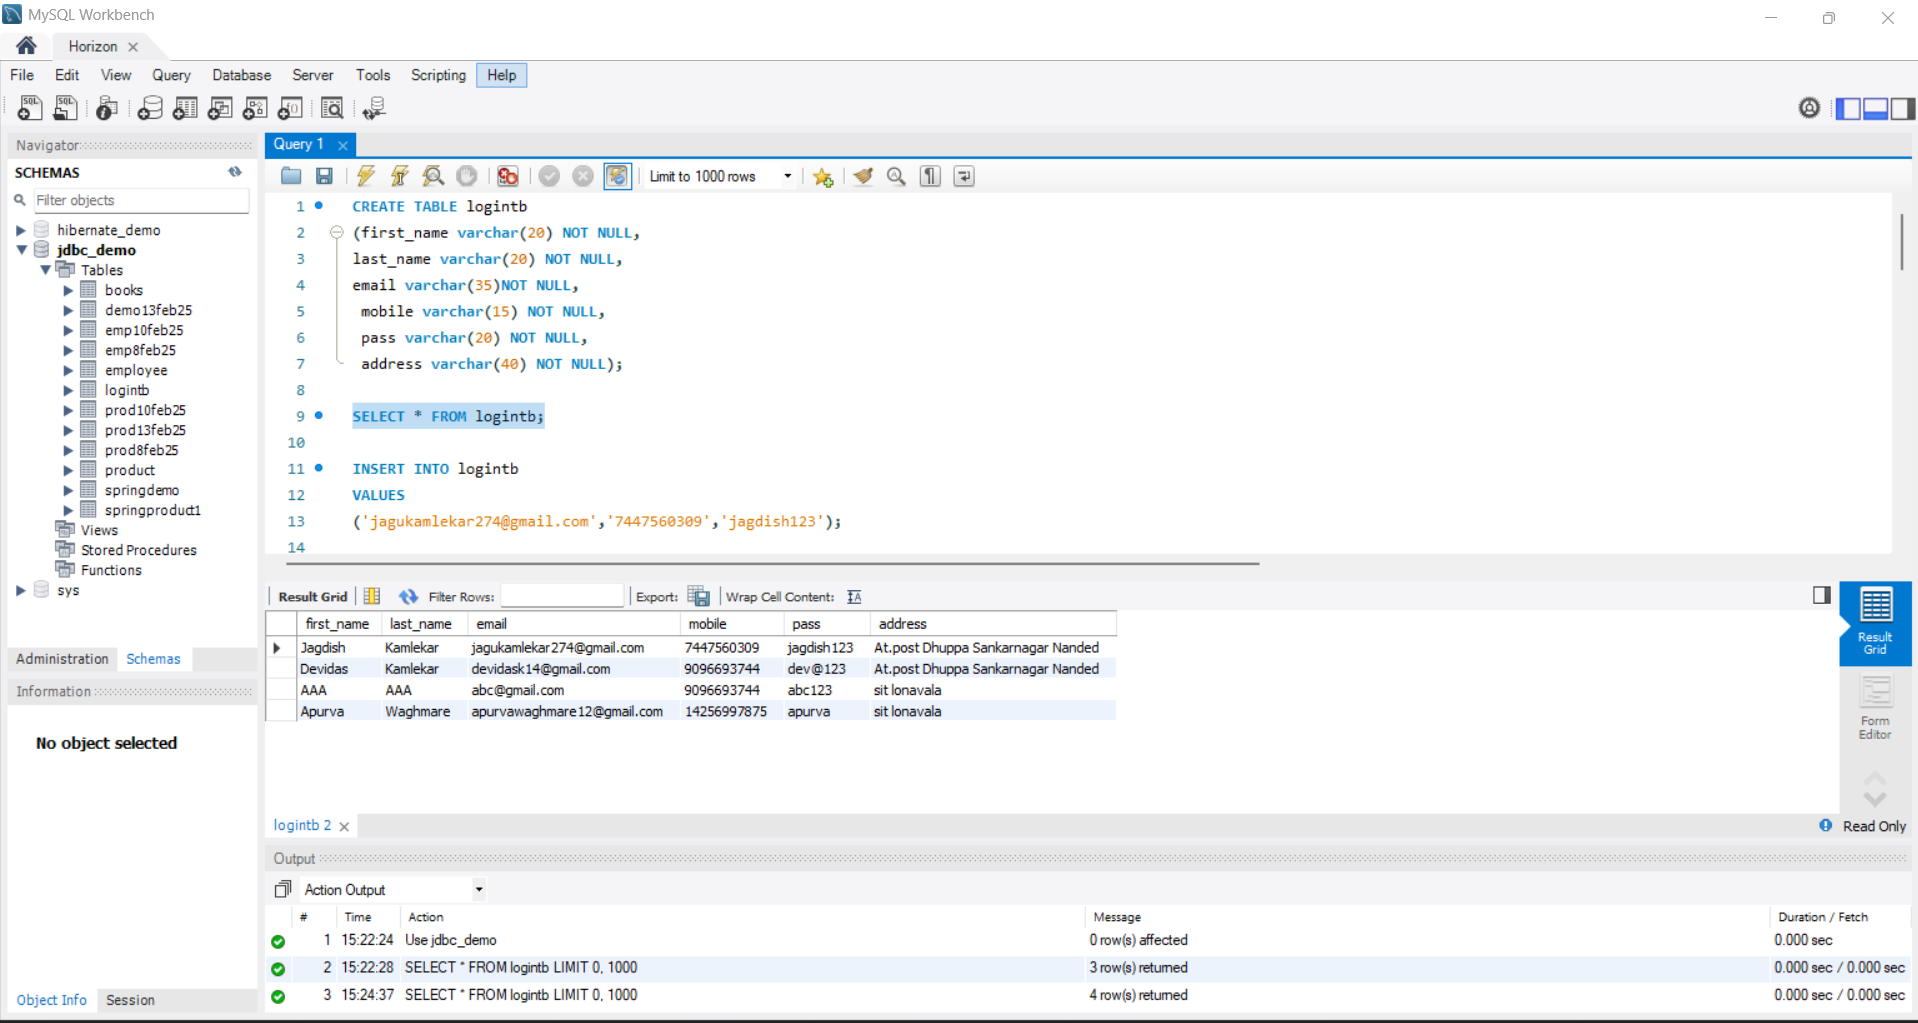 MySQL Workbench
Horizon
File Edit View Query Database Server Tools Scripting Help
Navigator
SCHEMAS
Filter objects
hibernate_demo
jdbc_demo
Tables
books
demo13feb25
emp10feb25
emp8feb25
employee
logintb
prod10feb25
prod13feb25
prod8feb25
product
springdemo
springproduct1
Views
Stored Procedures
Functions
sys
Administration Schemas
Information
No object selected
Object Info Session
Query 1
Limit to 1000 rows
1 CREATE TABLE logintb
2 (first_name varchar(20) NOT NULL,
3 last_name varchar(20) NOT NULL,
4 email varchar(35)NOT NULL,
5 mobile varchar(15) NOT NULL,
6 pass varchar(20) NOT NULL,
7 address varchar(40) NOT NULL);
8
9 SELECT * FROM logintb;
10
11 INSERT INTO logintb
12 VALUES
13 ('jagukamlekar274@gmail.com','7447560309','jagdish123');
14
Result Grid Filter Rows: Export: Wrap Cell Content:
first_name last_name email mobile pass address
Jagdish Kamlekar jagukamlekar274@gmail.com 7447560309 jagdish123 At.post Dhuppa Sankarnagar Nanded
Devidas Kamlekar devidask14@gmail.com 9096693744 dev@123 At.post Dhuppa Sankarnagar Nanded
AAA AAA abc@gmail.com 9096693744 abc123 sit lonavala
Apurva Waghmare apurvawaghmare12@gmail.com 14256997875 apurva sit lonavala
Result
Grid
Form
Editor
logintb 2
Read Only
Output
Action Output
# Time Action Message Duration / Fetch
1 15:22:24 Use jdbc_demo 0 row(s) affected 0.000 sec
2 15:22:28 SELECT * FROM logintb LIMIT 0, 1000 3 row(s) returned 0.000 sec / 0.000 sec
3 15:24:37 SELECT * FROM logintb LIMIT 0, 1000 4 row(s) returned 0.000 sec / 0.000 sec